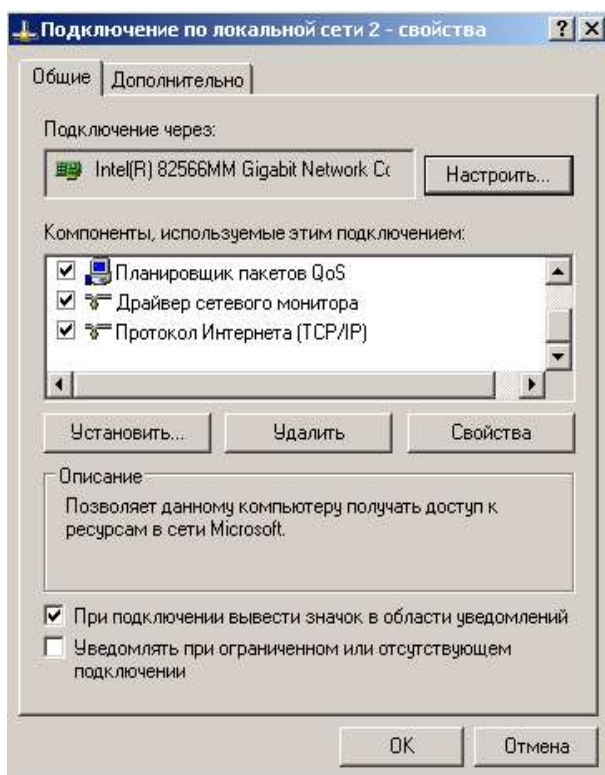 Подключение по локальной сети 2 - свойства
Общие
Дополнительно
Подключение через:
Intel(R) 82566MM Gigabit Network Cc
Настроить...
Компоненты, используемые этим подключением:
Планировщик пакетов QoS
Драйвер сетевого монитора
Протокол Интернета (TCP/IP)
Установить...
Удалить
Свойства
Описание
Позволяет данному компьютеру получать доступ к
ресурсам в сети Microsoft.
При подключении вывести значок в области уведомлений
Уведомлять при ограниченном или отсутствующем
подключении
OK
Отмена